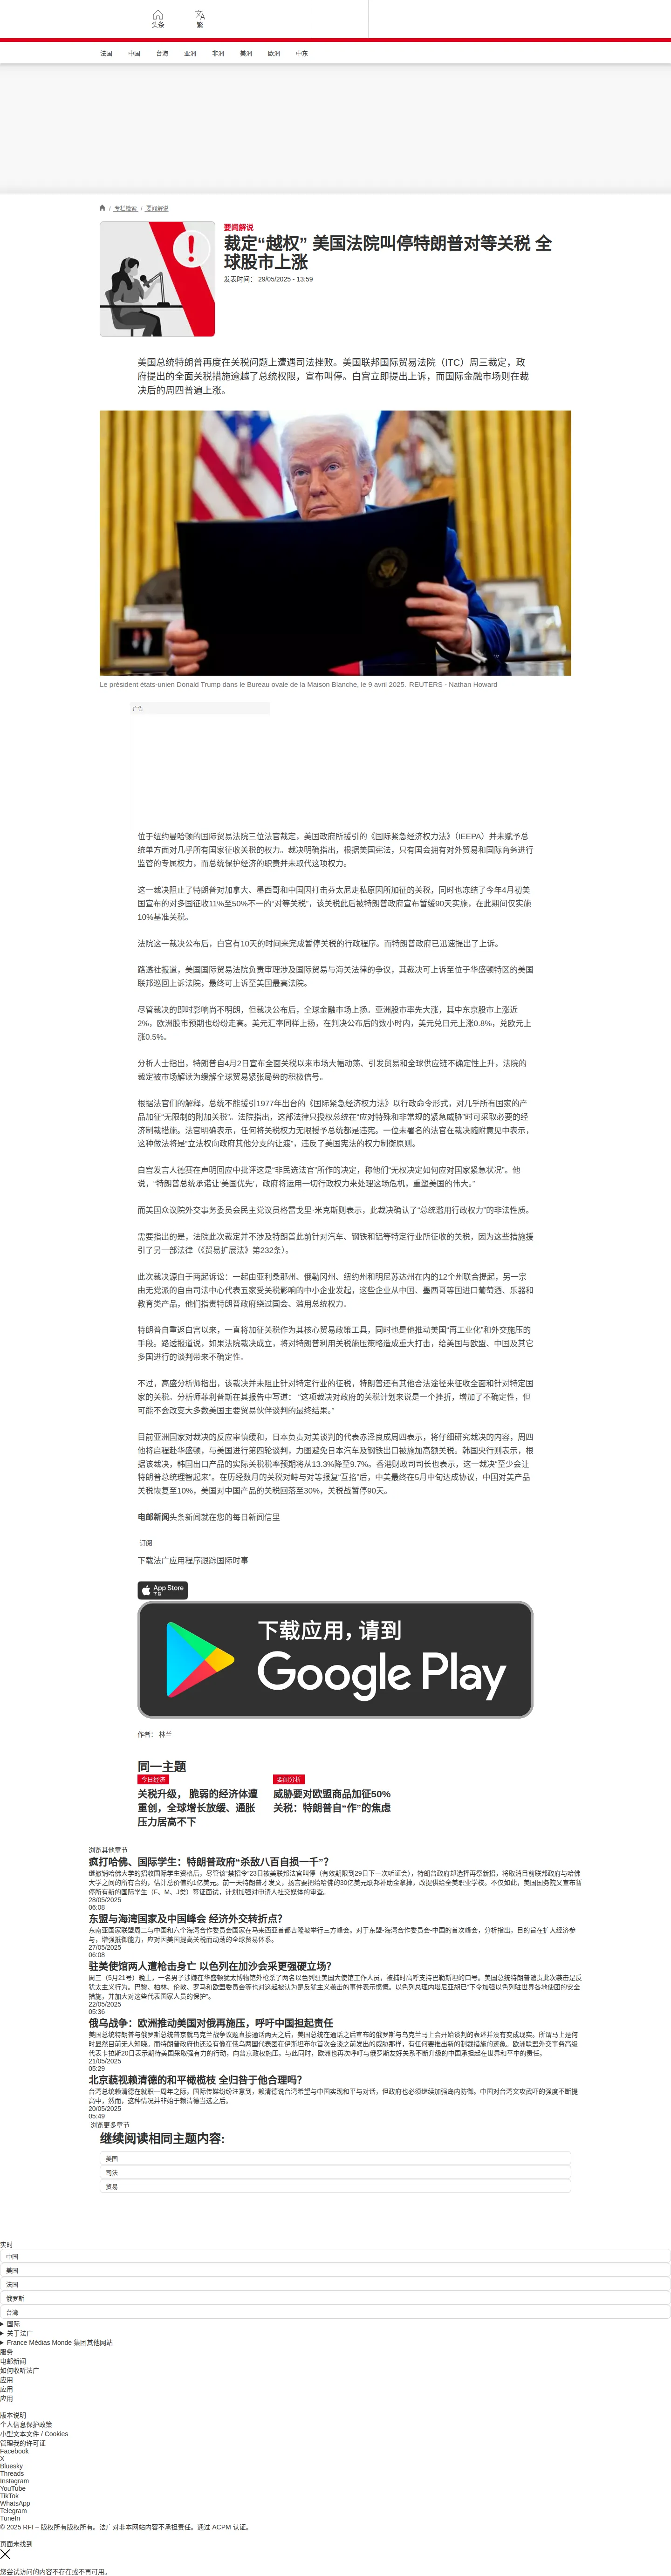 头条
繁
法国
中国
台海
亚洲
非洲
美洲
欧洲
中东
/ 专栏检索 / 要闻解说
要闻解说
裁定“越权” 美国法院叫停特朗普对等关税 全
球股市上涨
发表时间： 29/05/2025 - 13:59
美国总统特朗普再度在关税问题上遭遇司法挫败。美国联邦国际贸易法院（ITC）周三裁定，政
府提出的全面关税措施逾越了总统权限，宣布叫停。白宫立即提出上诉，而国际金融市场则在裁
决后的周四普遍上涨。
Le président états-unien Donald Trump dans le Bureau ovale de la Maison Blanche, le 9 avril 2025. REUTERS - Nathan Howard
广告
位于纽约曼哈顿的国际贸易法院三位法官裁定，美国政府所援引的《国际紧急经济权力法》（IEEPA）并未赋予总
统单方面对几乎所有国家征收关税的权力。裁决明确指出，根据美国宪法，只有国会拥有对外贸易和国际商务进行
监管的专属权力，而总统保护经济的职责并未取代这项权力。
这一裁决阻止了特朗普对加拿大、墨西哥和中国因打击芬太尼走私原因所加征的关税，同时也冻结了今年4月初美
国宣布的对多国征收11%至50%不一的“对等关税”，该关税此后被特朗普政府宣布暂缓90天实施，在此期间仅实施
10%基准关税。
法院这一裁决公布后，白宫有10天的时间来完成暂停关税的行政程序。而特朗普政府已迅速提出了上诉。
路透社报道，美国国际贸易法院负责审理涉及国际贸易与海关法律的争议，其裁决可上诉至位于华盛顿特区的美国
联邦巡回上诉法院，最终可上诉至美国最高法院。
尽管裁决的即时影响尚不明朗，但裁决公布后，全球金融市场上扬。亚洲股市率先大涨，其中东京股市上涨近
2%，欧洲股市预期也纷纷走高。美元汇率同样上扬，在判决公布后的数小时内，美元兑日元上涨0.8%，兑欧元上
涨0.5%。
分析人士指出，特朗普自4月2日宣布全面关税以来市场大幅动荡、引发贸易和全球供应链不确定性上升，法院的
裁定被市场解读为缓解全球贸易紧张局势的积极信号。
根据法官们的解释，总统不能援引1977年出台的《国际紧急经济权力法》以行政命令形式，对几乎所有国家的产
品加征“无限制的附加关税”。法院指出，这部法律只授权总统在“应对特殊和非常规的紧急威胁”时可采取必要的经
济制裁措施。法官明确表示，任何将关税权力无限授予总统都是违宪。一位未署名的法官在裁决随附意见中表示，
这种做法将是“立法权向政府其他分支的让渡”，违反了美国宪法的权力制衡原则。
白宫发言人德赛在声明回应中批评这是“非民选法官”所作的决定，称他们“无权决定如何应对国家紧急状况”。他
说，“特朗普总统承诺让‘美国优先’，政府将运用一切行政权力来处理这场危机，重塑美国的伟大。”
而美国众议院外交事务委员会民主党议员格雷戈里·米克斯则表示，此裁决确认了“总统滥用行政权力”的非法性质。
需要指出的是，法院此次裁定并不涉及特朗普此前针对汽车、钢铁和铝等特定行业所征收的关税，因为这些措施援
引了另一部法律（《贸易扩展法》第232条）。
此次裁决源自于两起诉讼：一起由亚利桑那州、俄勒冈州、纽约州和明尼苏达州在内的12个州联合提起，另一宗
由无党派的自由司法中心代表五家受关税影响的中小企业发起，这些企业从中国、墨西哥等国进口葡萄酒、乐器和
教育类产品，他们指责特朗普政府绕过国会、滥用总统权力。
特朗普自重返白宫以来，一直将加征关税作为其核心贸易政策工具，同时也是他推动美国“再工业化”和外交施压的
手段。路透报道说，如果法院裁决成立，将对特朗普利用关税施压策略造成重大打击，给美国与欧盟、中国及其它
多国进行的谈判带来不确定性。
不过，高盛分析师指出，该裁决并未阻止针对特定行业的征税，特朗普还有其他合法途径来征收全面和针对特定国
家的关税。分析师菲利普斯在其报告中写道： “这项裁决对政府的关税计划来说是一个挫折，增加了不确定性，但
可能不会改变大多数美国主要贸易伙伴谈判的最终结果。”
目前亚洲国家对裁决的反应审慎缓和，日本负责对美谈判的代表赤泽良成周四表示，将仔细研究裁决的内容，周四
他将启程赴华盛顿，与美国进行第四轮谈判，力图避免日本汽车及钢铁出口被施加高额关税。韩国央行则表示，根
据该裁决，韩国出口产品的实际关税税率预期将从13.3%降至9.7%。香港财政司司长也表示，这一裁决“至少会让
特朗普总统理智起来”。在历经数月的关税对峙与对等报复“互掐”后，中美最终在5月中旬达成协议，中国对美产品
关税恢复至10%，美国对中国产品的关税回落至30%，关税战暂停90天。
电邮新闻头条新闻就在您的每日新闻信里
订阅
下载法广应用程序跟踪国际时事
App Store
下载
下载应用，请到
Google Play
作者： 林兰
同一主题
今日经济
关税升级， 脆弱的经济体遭
重创，全球增长放缓、通胀
压力居高不下
要闻分析
威胁要对欧盟商品加征50%
关税：特朗普自“作”的焦虑
浏览其他章节
疯打哈佛、国际学生：特朗普政府“杀敌八百自损一千”？
继撤销哈佛大学的招收国际学生资格后，尽管该“禁招令”23日被美联邦法官叫停（有效期限到29日下一次听证会），特朗普政府却选择再祭新招，将取消目前联邦政府与哈佛
大学之间的所有合约，估计总价值约1亿美元。前一天特朗普才发文，扬言要把给哈佛的30亿美元联邦补助金拿掉，改提供给全美职业学校。不仅如此，美国国务院又宣布暂
停所有新的国际学生（F、M、J类）签证面试，计划加强对申请人社交媒体的审查。
28/05/2025
06:08
东盟与海湾国家及中国峰会 经济外交转折点？
东南亚国家联盟周二与中国和六个海湾合作委员会国家在马来西亚首都吉隆坡举行三方峰会。对于东盟-海湾合作委员会-中国的首次峰会，分析指出，目的旨在扩大经济参
与，增强抵御能力，应对因美国提高关税而动荡的全球贸易体系。
27/05/2025
06:08
驻美使馆两人遭枪击身亡 以色列在加沙会采更强硬立场？
周三（5月21号）晚上，一名男子涉嫌在华盛顿犹太博物馆外枪杀了两名以色列驻美国大使馆工作人员，被捕时高呼支持巴勒斯坦的口号。美国总统特朗普谴责此次袭击是反
犹太主义行为。巴黎、柏林、伦敦、罗马和欧盟委员会等也对这起被认为是反犹主义袭击的事件表示愤慨。以色列总理内塔尼亚胡已“下令加强以色列驻世界各地使团的安全
措施，并加大对这些代表国家人员的保护”。
22/05/2025
05:36
俄乌战争：欧洲推动美国对俄再施压，呼吁中国担起责任
美国总统特朗普与俄罗斯总统普京就乌克兰战争议题直接通话两天之后，美国总统在通话之后宣布的俄罗斯与乌克兰马上会开始谈判的表述并没有变成现实。所谓马上是何
时显然目前无人知晓。而特朗普政府也还没有像在俄乌两国代表团在伊斯坦布尔首次会谈之前发出的威胁那样，有任何要推出新的制裁措施的迹象。欧洲联盟外交事务高级
代表卡拉斯20日表示期待美国采取强有力的行动，向普京政权施压。与此同时，欧洲也再次呼吁与俄罗斯友好关系不断升级的中国承担起在世界和平中的责任。
21/05/2025
05:29
北京蔑视赖清德的和平橄榄枝 全归咎于他合理吗？
台湾总统赖清德在就职一周年之际，国际传媒纷纷注意到，赖清德说台湾希望与中国实现和平与对话，但政府也必须继续加强岛内防御。中国对台湾文攻武吓的强度不断提
高中，然而，这种情况并非始于赖清德当选之后。
20/05/2025
05:49
浏览更多章节
继续阅读相同主题内容:
美国
司法
贸易
实时
中国
美国
法国
俄罗斯
台湾
国际
关于法广
France Médias Monde 集团其他网站
服务
电邮新闻
如何收听法广
应用
应用
应用
版本说明
个人信息保护政策
小型文本文件 / Cookies
管理我的许可证
Facebook
X
Bluesky
Threads
Instagram
YouTube
TikTok
WhatsApp
Telegram
TuneIn
© 2025 RFI – 版权所有版权所有。法广对非本网站内容不承担责任。通过 ACPM 认证。
页面未找到
您尝试访问的内容不存在或不再可用。